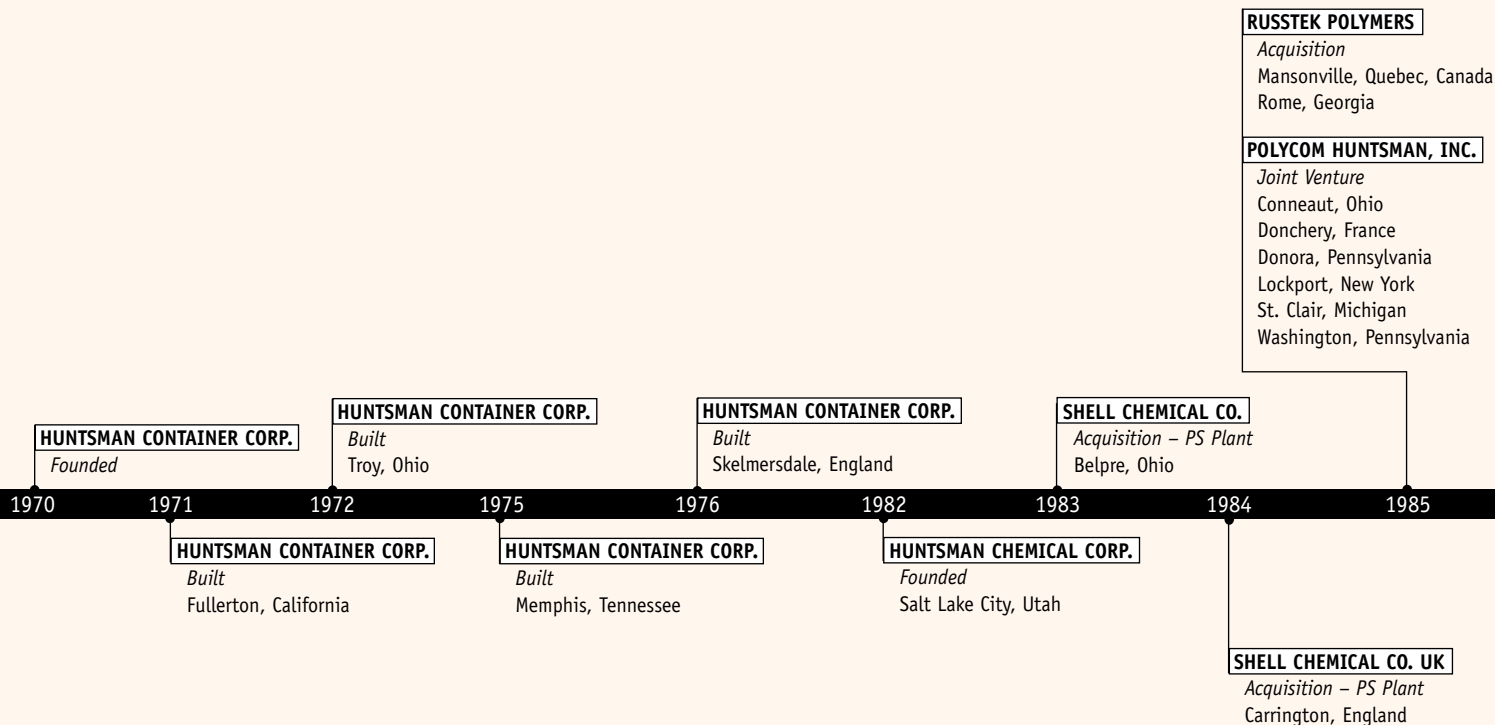 RUSSTEK POLYMERS
Acquisition
Mansonville, Quebec, Canada
Rome, Georgia
POLYCOM HUNTSMAN, INC.
Joint Venture
Conneaut, Ohio
Donchery, France
Donora, Pennsylvania
Lockport, New York
St. Clair, Michigan
Washington, Pennsylvania
HUNTSMAN CONTAINER CORP.
Founded
HUNTSMAN CONTAINER CORP.
Built
Troy, Ohio
HUNTSMAN CONTAINER CORP.
Built
Skelmersdale, England
SHELL CHEMICAL CO.
Acquisition – PS Plant
Belpre, Ohio
1970 1971 1972 1975 1976 1982 1983 1984 1985
HUNTSMAN CONTAINER CORP.
Built
Fullerton, California
HUNTSMAN CONTAINER CORP.
Built
Memphis, Tennessee
HUNTSMAN CHEMICAL CORP.
Founded
Salt Lake City, Utah
SHELL CHEMICAL CO. UK
Acquisition – PS Plant
Carrington, England